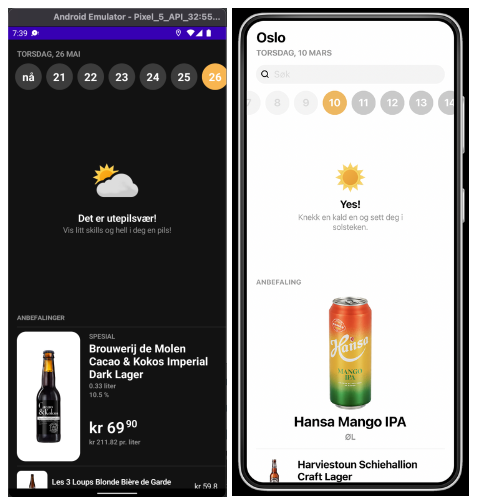 Android Emulator - Pixel_5_API_32:55...
7:39
TORSDAG, 26 MAI
nå 21 22 23 24 25 26
Det er utepilsvær!
Vis litt skills og hell i deg en pils!
ANBEFALINGER
SPESIAL
Brouwerij de Molen
Cacao & Kokos Imperial
Dark Lager
0.33 liter
10.5 %
kr 69 90
kr 211.82 pr. liter
Les 3 Loups Blonde Bière de Garde
kr 59.8
Oslo
TORSDAG, 10 MARS
Søk
7 8 9 10 11 12 13 14
Yes!
Knekk en kald en og sett deg i
solsteken.
ANBEFALING
Hansa
MANGO
IPA
Hansa Mango IPA
ØL
Harviestoun Schiehallion
Craft Lager